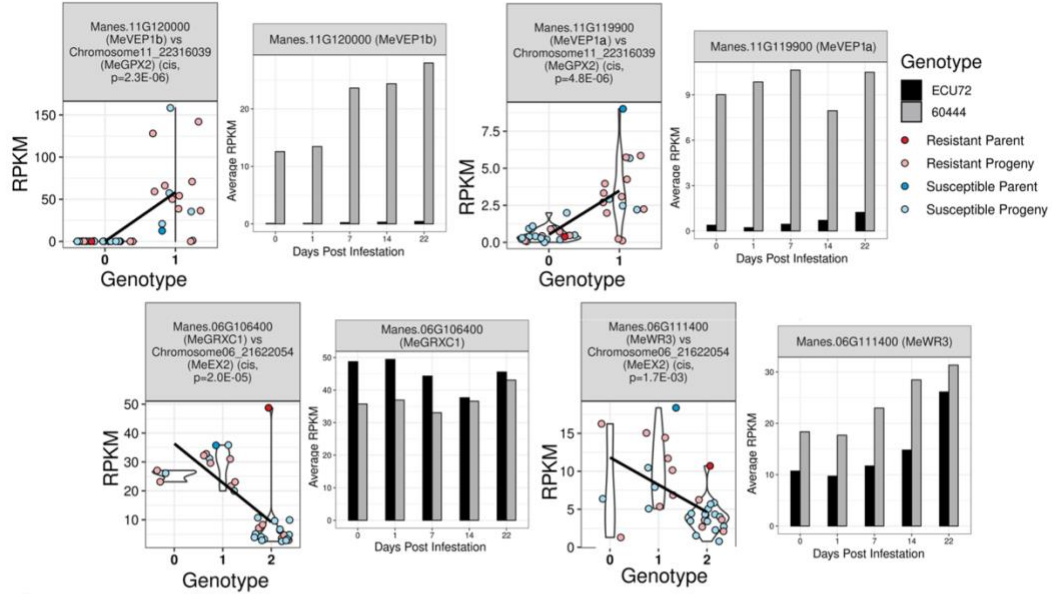 Manes.11G120000
(MeVEP1b) vs
Chromosome11_22316039
(MeGPX2) (cis,
p=2.3E-06)
RPKM
150
100
50
0
0 1
Genotype
Manes.11G120000 (MeVEP1b)
Average RPKM
20
10
0
0 1 7 14 22
Days Post Infestation
Manes.11G119900
(MeVEP1a) vs
Chromosome11_22316039
(MeGPX2) (cis,
p=4.8E-06)
RPKM
7.5
5.0
2.5
0.0
0 1
Genotype
Manes.11G119900 (MeVEP1a)
Average RPKM
9
6
3
0
0 1 7 14 22
Days Post Infestation
Genotype
ECU72
60444
Resistant Parent
Resistant Progeny
Susceptible Parent
Susceptible Progeny
Manes.06G106400
(MeGRXC1) vs
Chromosome06_21622054
(MeEX2) (cis,
p=2.0E-05)
RPKM
50
40
30
20
10
0 1 2
Genotype
Manes.06G106400
(MeGRXC1)
Average RPKM
50
40
30
20
10
0
0 1 7 14 22
Days Post Infestation
Manes.06G111400
(MeWR3) vs
Chromosome06_21622054
(MeEX2) (cis,
p=1.7E-03)
RPKM
15
10
5
0
0 1 2
Genotype
Manes.06G111400 (MeWR3)
Average RPKM
30
20
10
0
0 1 7 14 22
Days Post Infestation